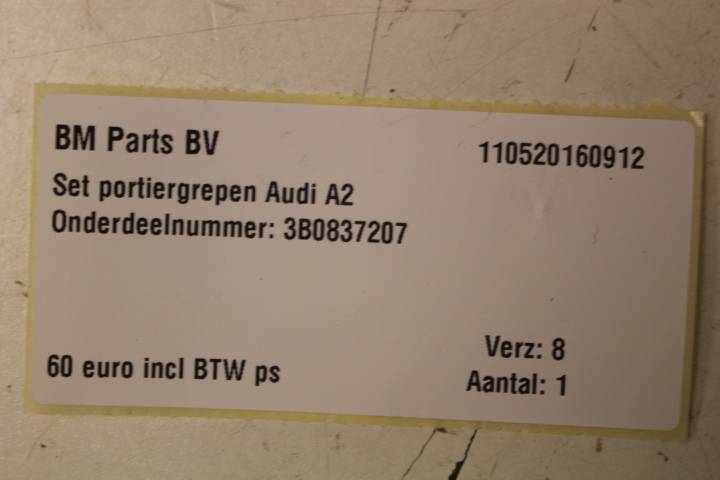 BM Parts BV
110520160912
Set portiergrepen Audi A2
Onderdeelnummer: 3B0837207
Verz: 8
60 euro incl BTW ps
Aantal: 1